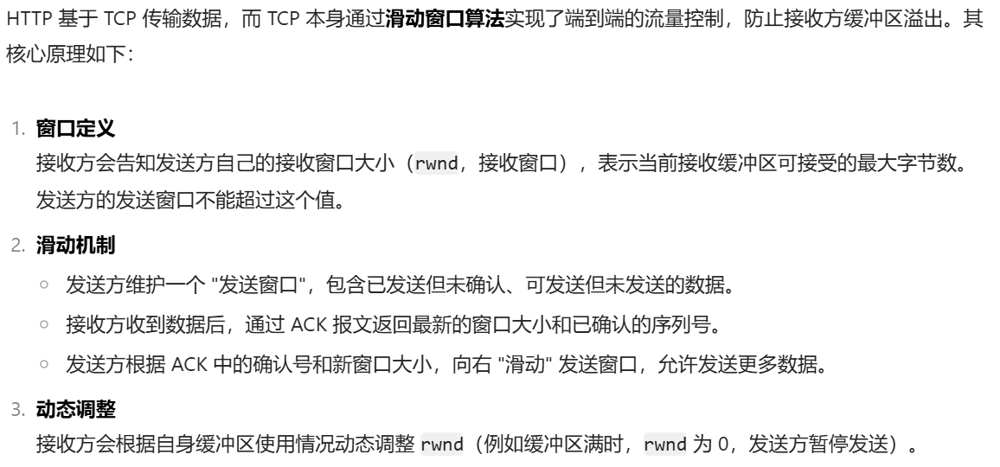 HTTP 基于 TCP 传输数据，而 TCP 本身通过滑动窗口算法实现了端到端的流量控制，防止接收方缓冲区溢出。其
核心原理如下：
1. 窗口定义
接收方会告知发送方自己的接收窗口大小（rwnd，接收窗口），表示当前接收缓冲区可接受的最大字节数。
发送方的发送窗口不能超过这个值。
2. 滑动机制
○ 发送方维护一个 "发送窗口"，包含已发送但未确认、可发送但未发送的数据。
○ 接收方收到数据后，通过 ACK 报文返回最新的窗口大小和已确认的序列号。
○ 发送方根据 ACK 中的确认号和新窗口大小，向右 "滑动" 发送窗口，允许发送更多数据。
3. 动态调整
接收方会根据自身缓冲区使用情况动态调整 rwnd（例如缓冲区满时，rwnd 为 0，发送方暂停发送）。